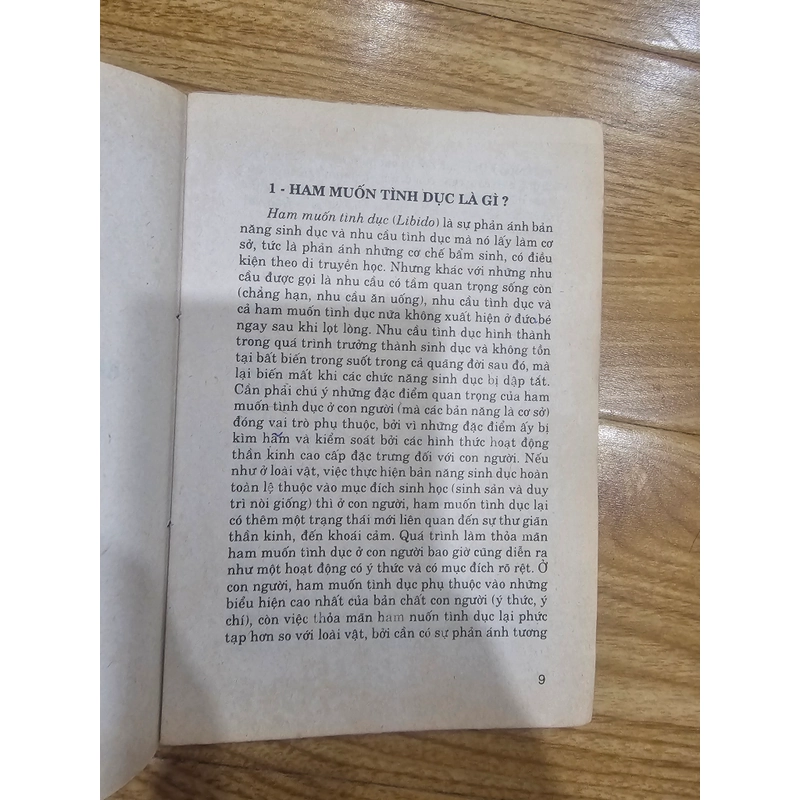 1 - HAM MUỐN TÌNH DỤC LÀ GÌ ?
Ham muốn tình dục (Libido) là sự phản ánh bản
năng sinh dục và nhu cầu tình dục mà nó lấy làm cơ
sở, tức là phản ánh những cơ chế bẩm sinh, có điều
kiện theo di truyền học. Nhưng khác với những nhu
cầu được gọi là nhu cầu có tầm quan trọng sống còn
(chẳng hạn, nhu cầu ăn uống), nhu cầu tình dục và
cả ham muốn tình dục nữa không xuất hiện ở đứa bé
ngay sau khi lọt lòng. Nhu cầu tình dục hình thành
trong quá trình trưởng thành sinh dục và không tồn
tại bất biến trong suốt trong cả quãng đời sau đó, mà
lại biến mất khi các chức năng sinh dục bị dập tắt.
Cần phải chú ý những đặc điểm quan trọng của ham
muốn tình dục ở con người (mà các bản năng là cơ sở)
đóng vai trò phụ thuộc, bởi vì những đặc điểm ấy bị
kìm hãm và kiểm soát bởi các hình thức hoạt động
thần kinh cao cấp đặc trưng đối với con người. Nếu
như ở loài vật, việc thực hiện bản năng sinh dục hoàn
toàn lệ thuộc vào mục đích sinh học (sinh sản và duy
trì nòi giống) thì ở con người, ham muốn tình dục lại
có thêm một trạng thái mới liên quan đến sự thư giãn
thần kinh, đến khoái cảm. Quá trình làm thỏa mãn
ham muốn tình dục ở con người bao giờ cũng diễn ra
như một hoạt động có ý thức và có mục đích rõ rệt. Ở
con người, ham muốn tình dục phụ thuộc vào những
biểu hiện cao nhất của bản chất con người (ý thức, ý
chí), còn việc thỏa mãn ham nuốn tình dục lại phức
tạp hơn so với loài vật, bởi cần có sự phản ánh tương
9